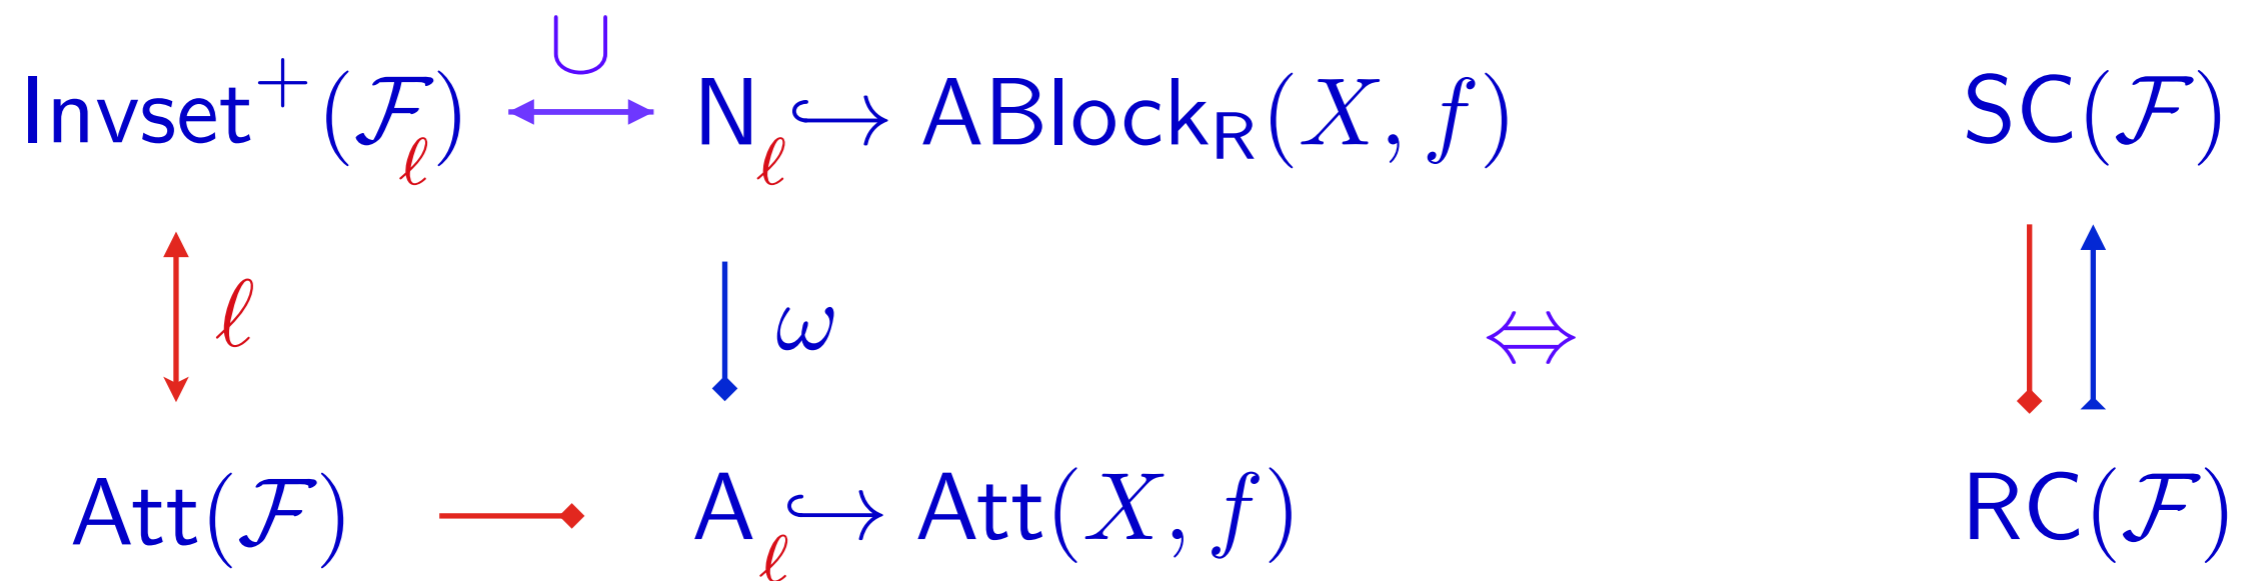 ∪
Invset⁺(ℱ_ℓ) ↔ N_ℓ ↪ ABlock_R(X, f) SC(ℱ)
ℓ ω ⇔
Att(ℱ) A_ℓ ↪ Att(X, f) RC(ℱ)